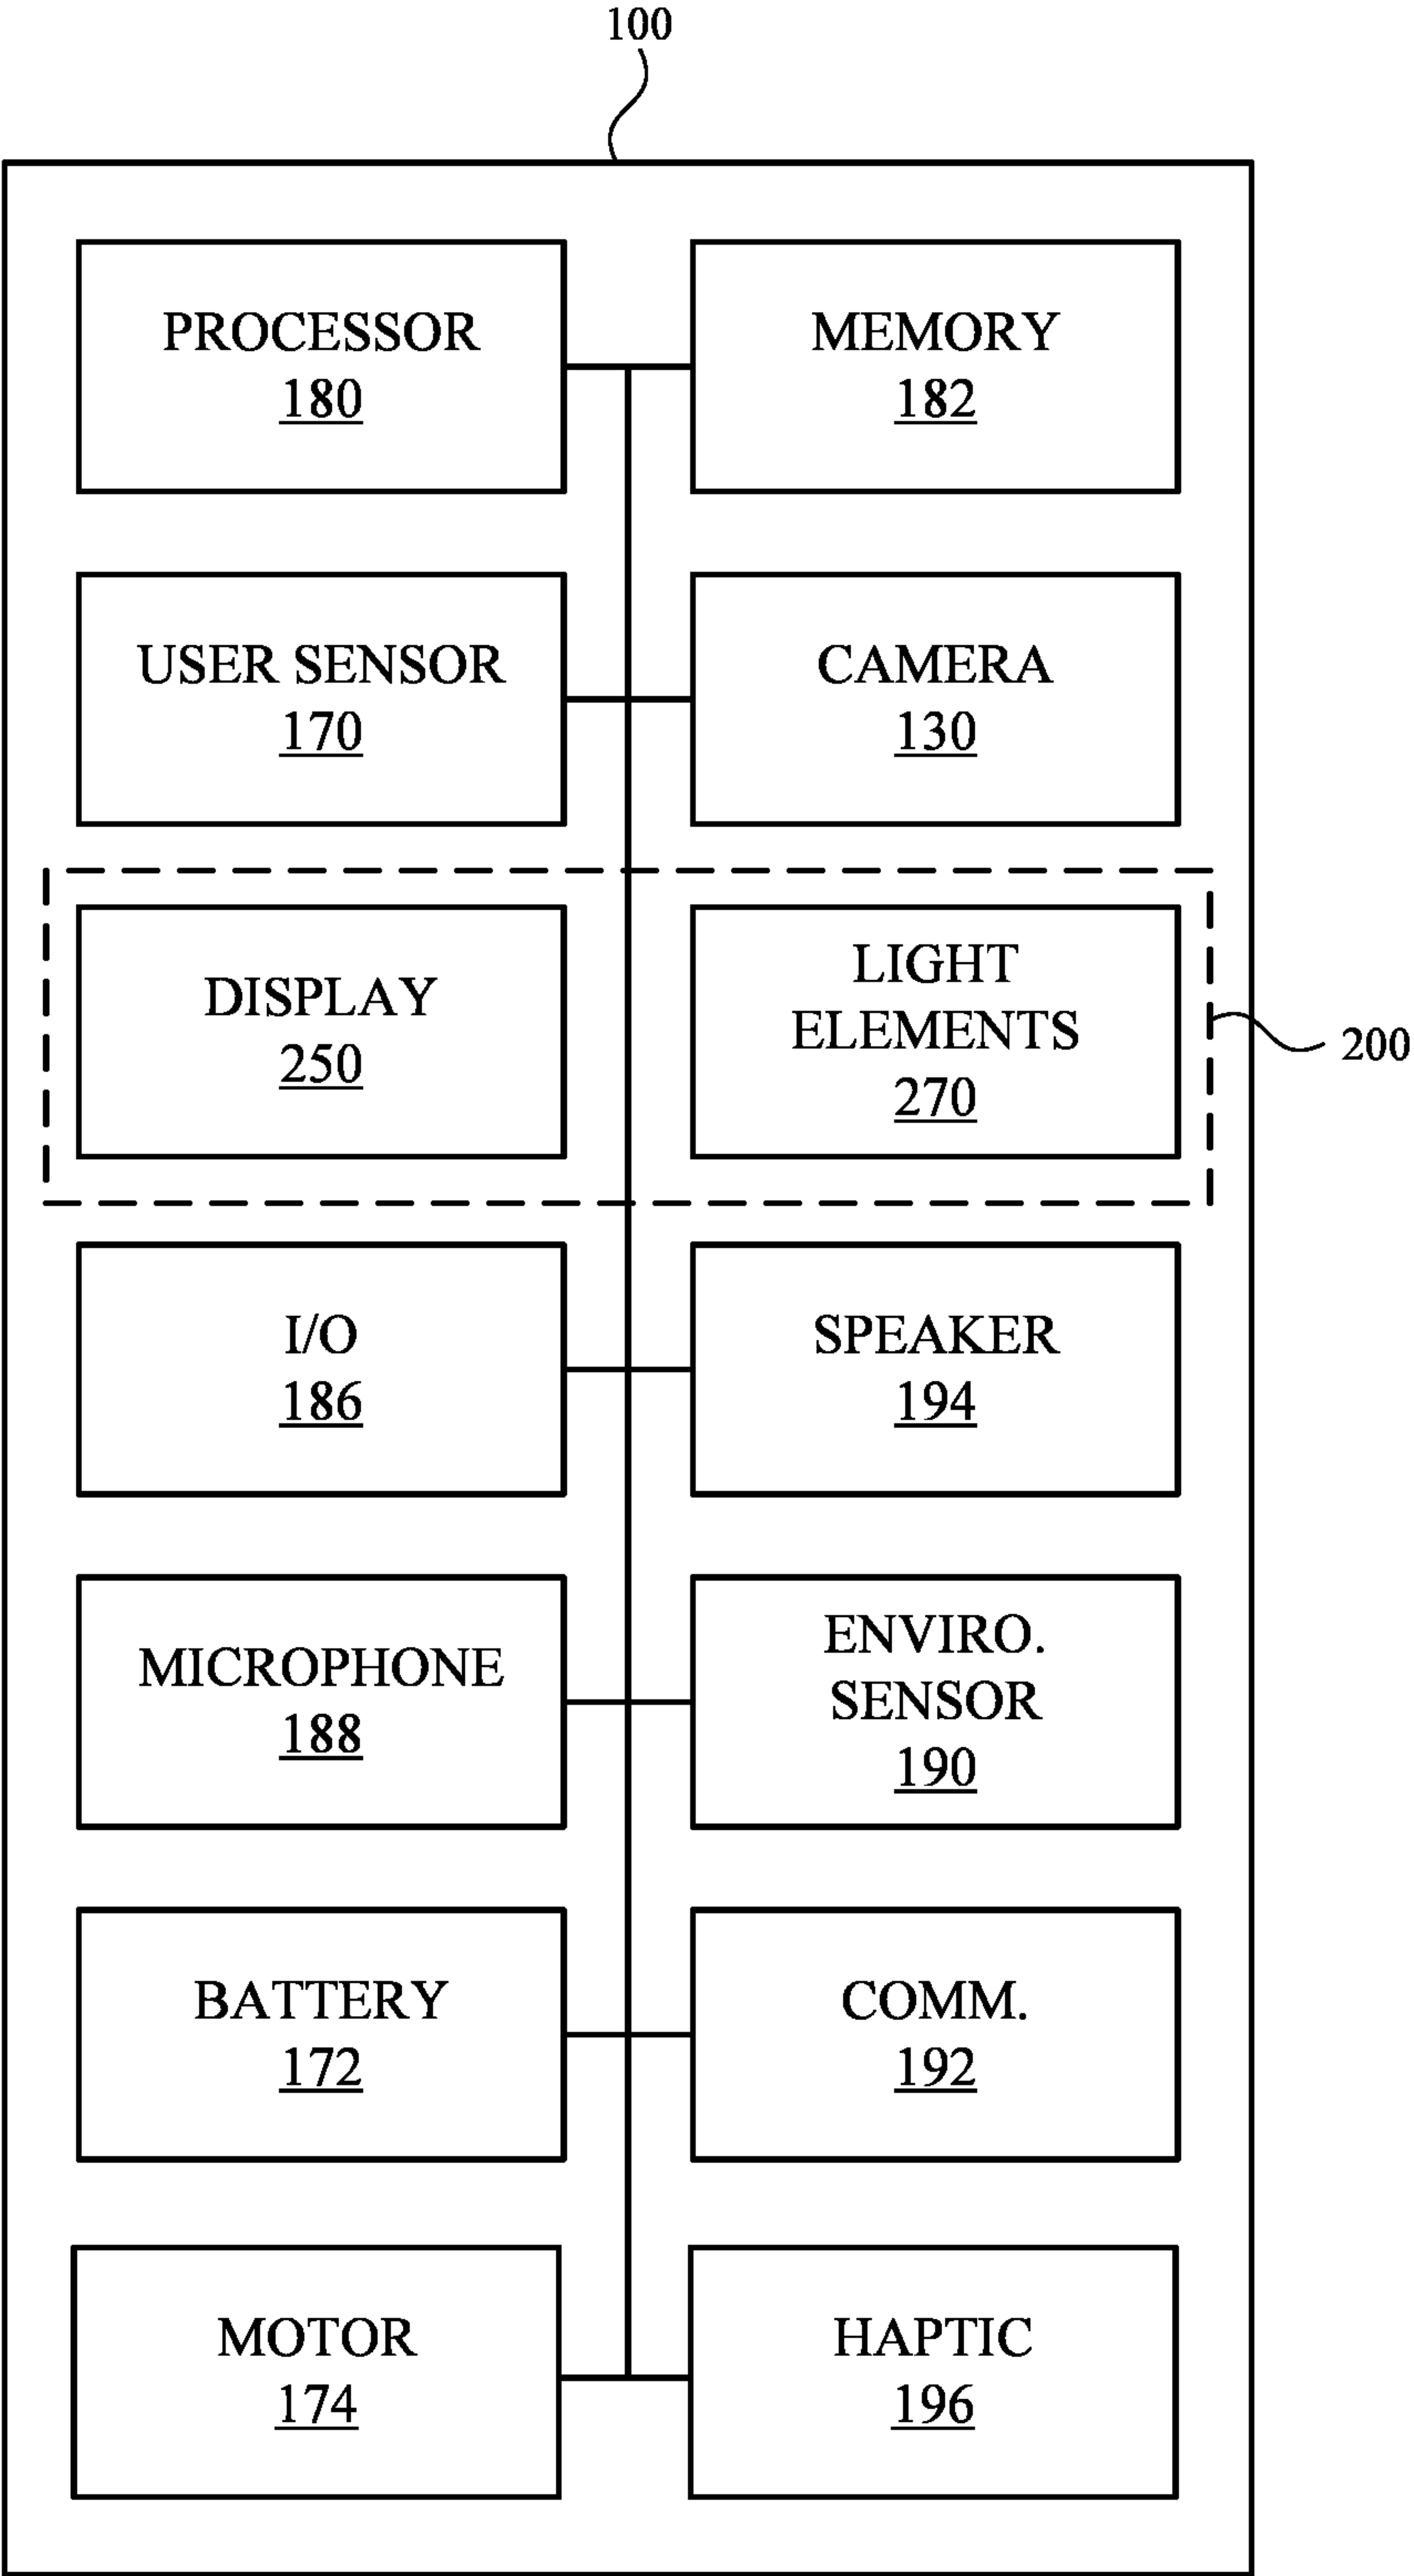 100
PROCESSOR
180
MEMORY
182
USER SENSOR
170
CAMERA
130
DISPLAY
250
LIGHT
ELEMENTS
270
200
I/O
186
SPEAKER
194
MICROPHONE
188
ENVIRO.
SENSOR
190
BATTERY
172
COMM.
192
MOTOR
174
HAPTIC
196